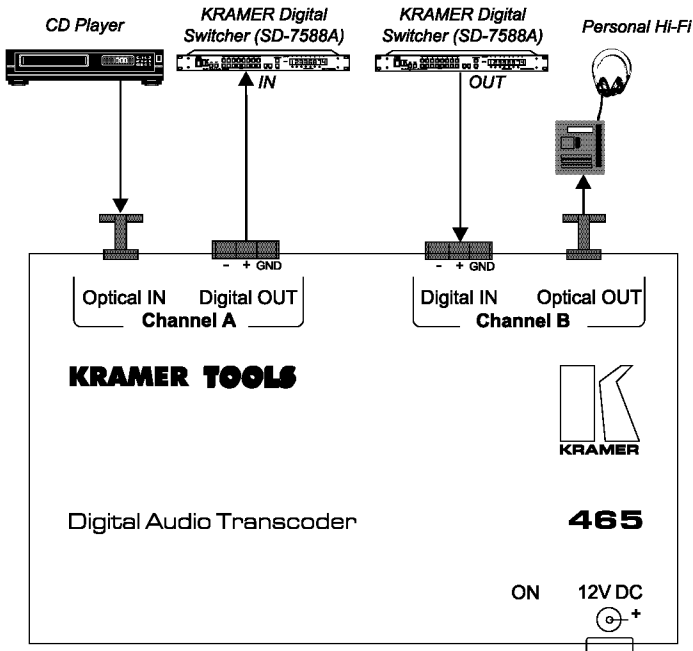 CD Player
KRAMER Digital
Switcher (SD-7588A)
KRAMER Digital
Switcher (SD-7588A)
Personal Hi-Fi
IN
OUT
- + GND
- + GND
Optical IN Digital OUT
Channel A
Digital IN Optical OUT
Channel B
KRAMER TOOLS
KRAMER
Digital Audio Transcoder
465
ON 12V DC
+